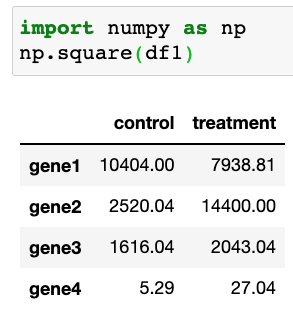 import numpy as np
np.square(df1)
control treatment
gene1 10404.00 7938.81
gene2 2520.04 14400.00
gene3 1616.04 2043.04
gene4 5.29 27.04